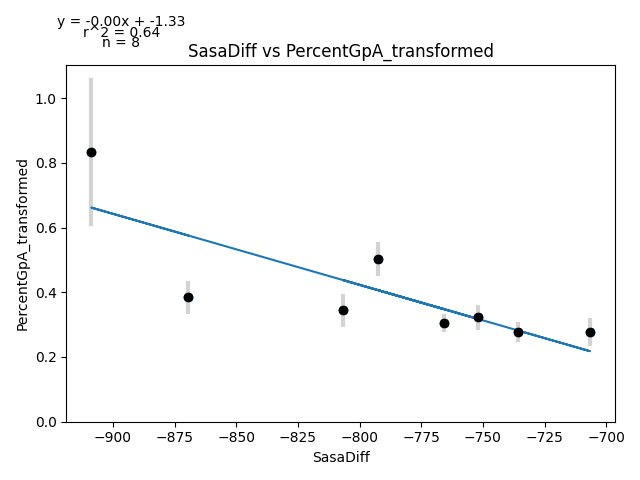 y = -0.00x + -1.33
r^2 = 0.64
n = 8
SasaDiff vs PercentGpA_transformed
PercentGpA_transformed
1.0
0.8
0.6
0.4
0.2
0.0
−900
−875
−850
−825
−800
−775
−750
−725
−700
SasaDiff